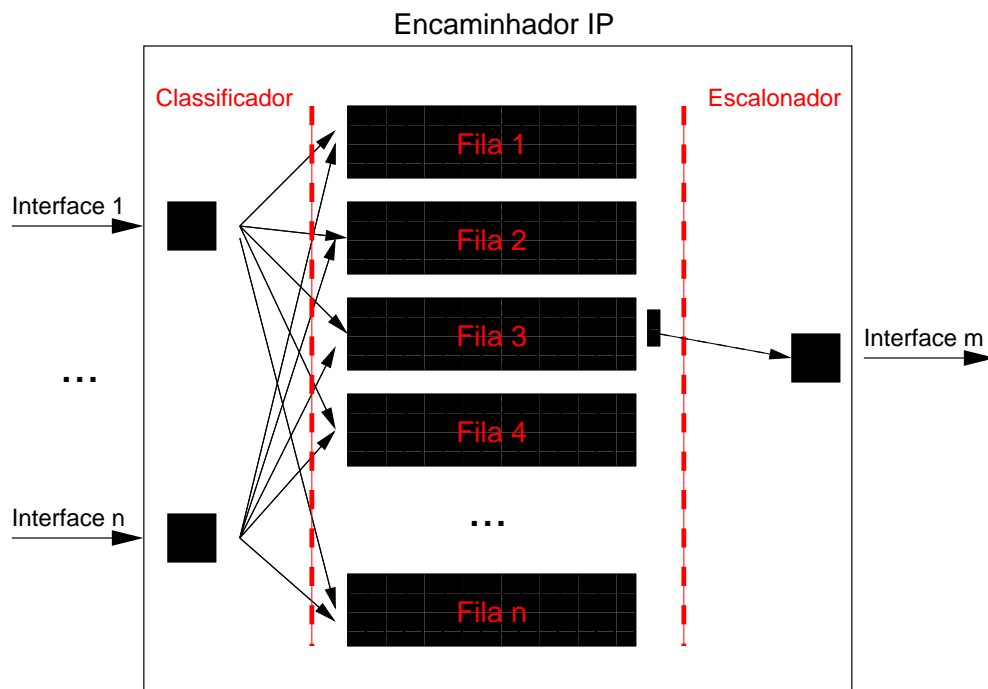 Encaminhador IP
Classificador
Escalonador
Fila 1
Interface 1
Fila 2
Fila 3
Interface m
...
Fila 4
Interface n
...
Fila n